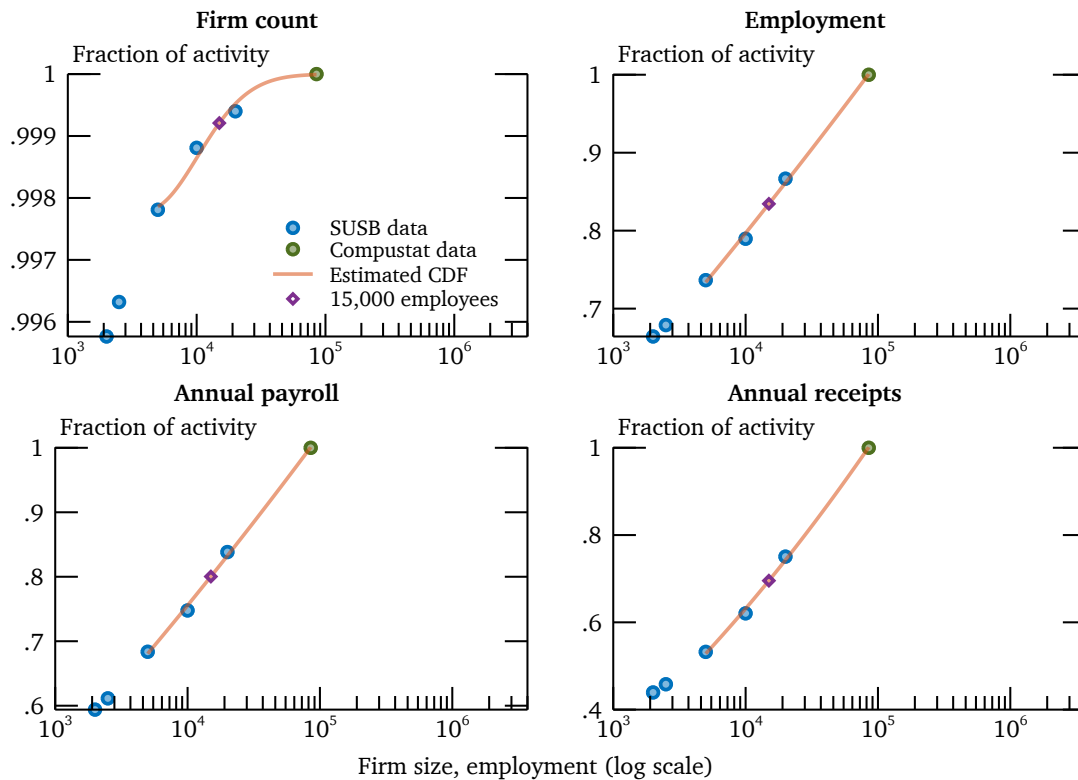 Firm count
Fraction of activity
1
.999
.998
.997
.996
10³ 10⁴ 10⁵ 10⁶
SUSB data
Compustat data
Estimated CDF
15,000 employees
Employment
Fraction of activity
1
.9
.8
.7
10³ 10⁴ 10⁵ 10⁶
Annual payroll
Fraction of activity
1
.9
.8
.7
.6
10³ 10⁴ 10⁵ 10⁶
Annual receipts
Fraction of activity
1
.8
.6
.4
10³ 10⁴ 10⁵ 10⁶
Firm size, employment (log scale)